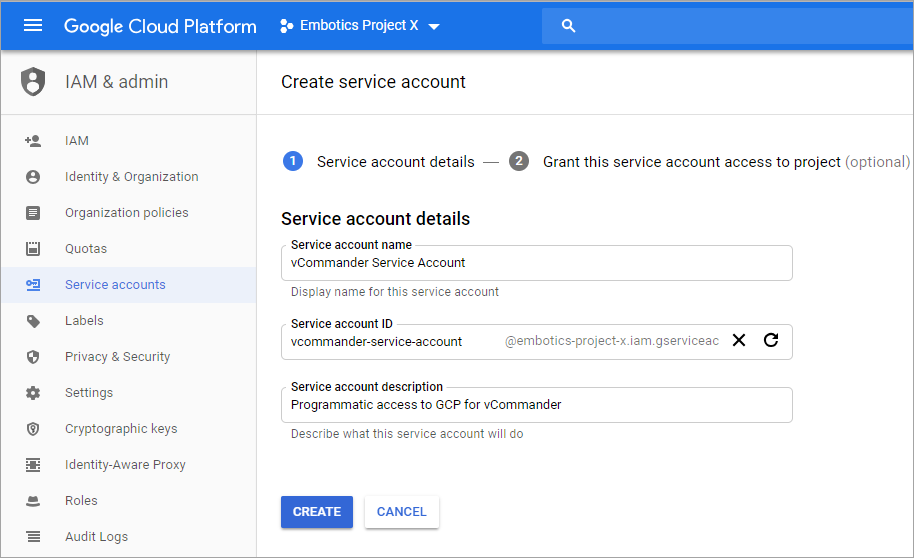 Google Cloud Platform
Embotics Project X
IAM & admin
Create service account
IAM
Identity & Organization
Organization policies
Quotas
Service accounts
Labels
Privacy & Security
Settings
Cryptographic keys
Identity-Aware Proxy
Roles
Audit Logs
1 Service account details — 2 Grant this service account access to project (optional)
Service account details
Service account name
vCommander Service Account
Display name for this service account
Service account ID
vcommander-service-account @embotics-project-x.iam.gserviceac
Service account description
Programmatic access to GCP for vCommander
Describe what this service account will do
CREATE CANCEL